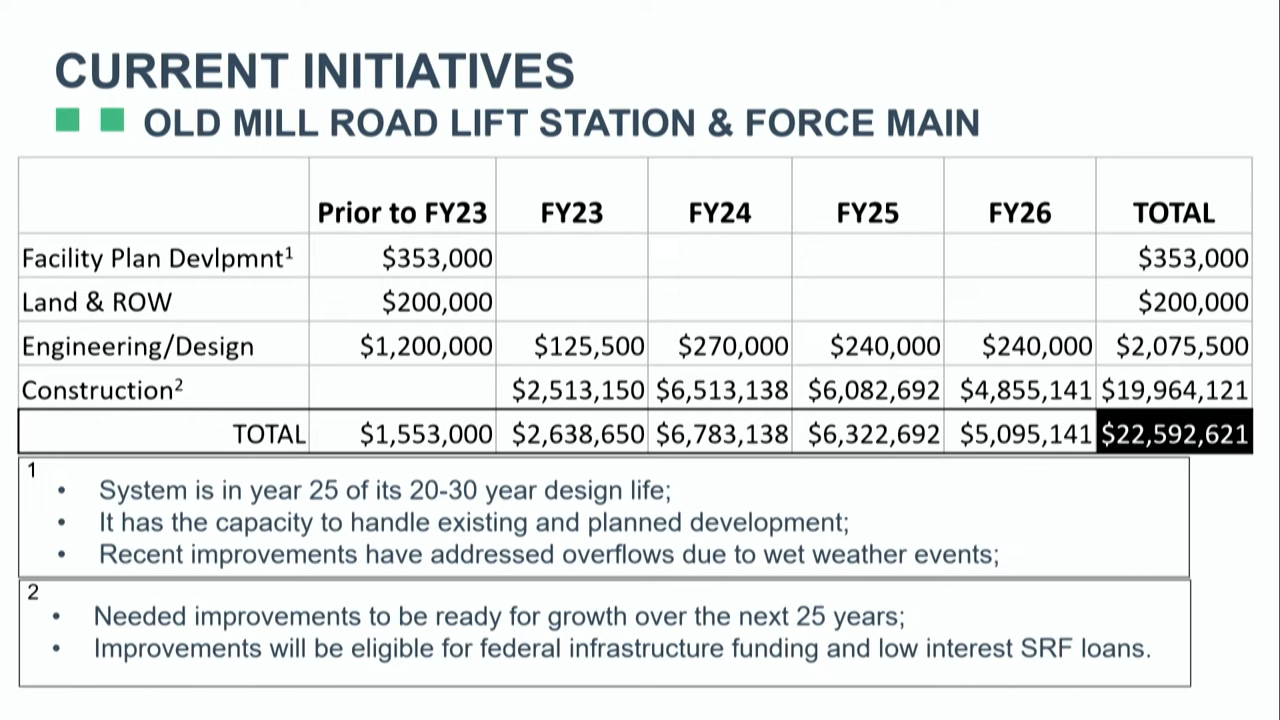 CURRENT INITIATIVES
OLD MILL ROAD LIFT STATION & FORCE MAIN
Prior to FY23 FY23 FY24 FY25 FY26 TOTAL
Facility Plan Devlpmnt¹ $353,000 $353,000
Land & ROW $200,000 $200,000
Engineering/Design $1,200,000 $125,500 $270,000 $240,000 $240,000 $2,075,500
Construction² $2,513,150 $6,513,138 $6,082,692 $4,855,141 $19,964,121
TOTAL $1,553,000 $2,638,650 $6,783,138 $6,322,692 $5,095,141 $22,592,621
1
• System is in year 25 of its 20-30 year design life;
• It has the capacity to handle existing and planned development;
• Recent improvements have addressed overflows due to wet weather events;
2
• Needed improvements to be ready for growth over the next 25 years;
• Improvements will be eligible for federal infrastructure funding and low interest SRF loans.